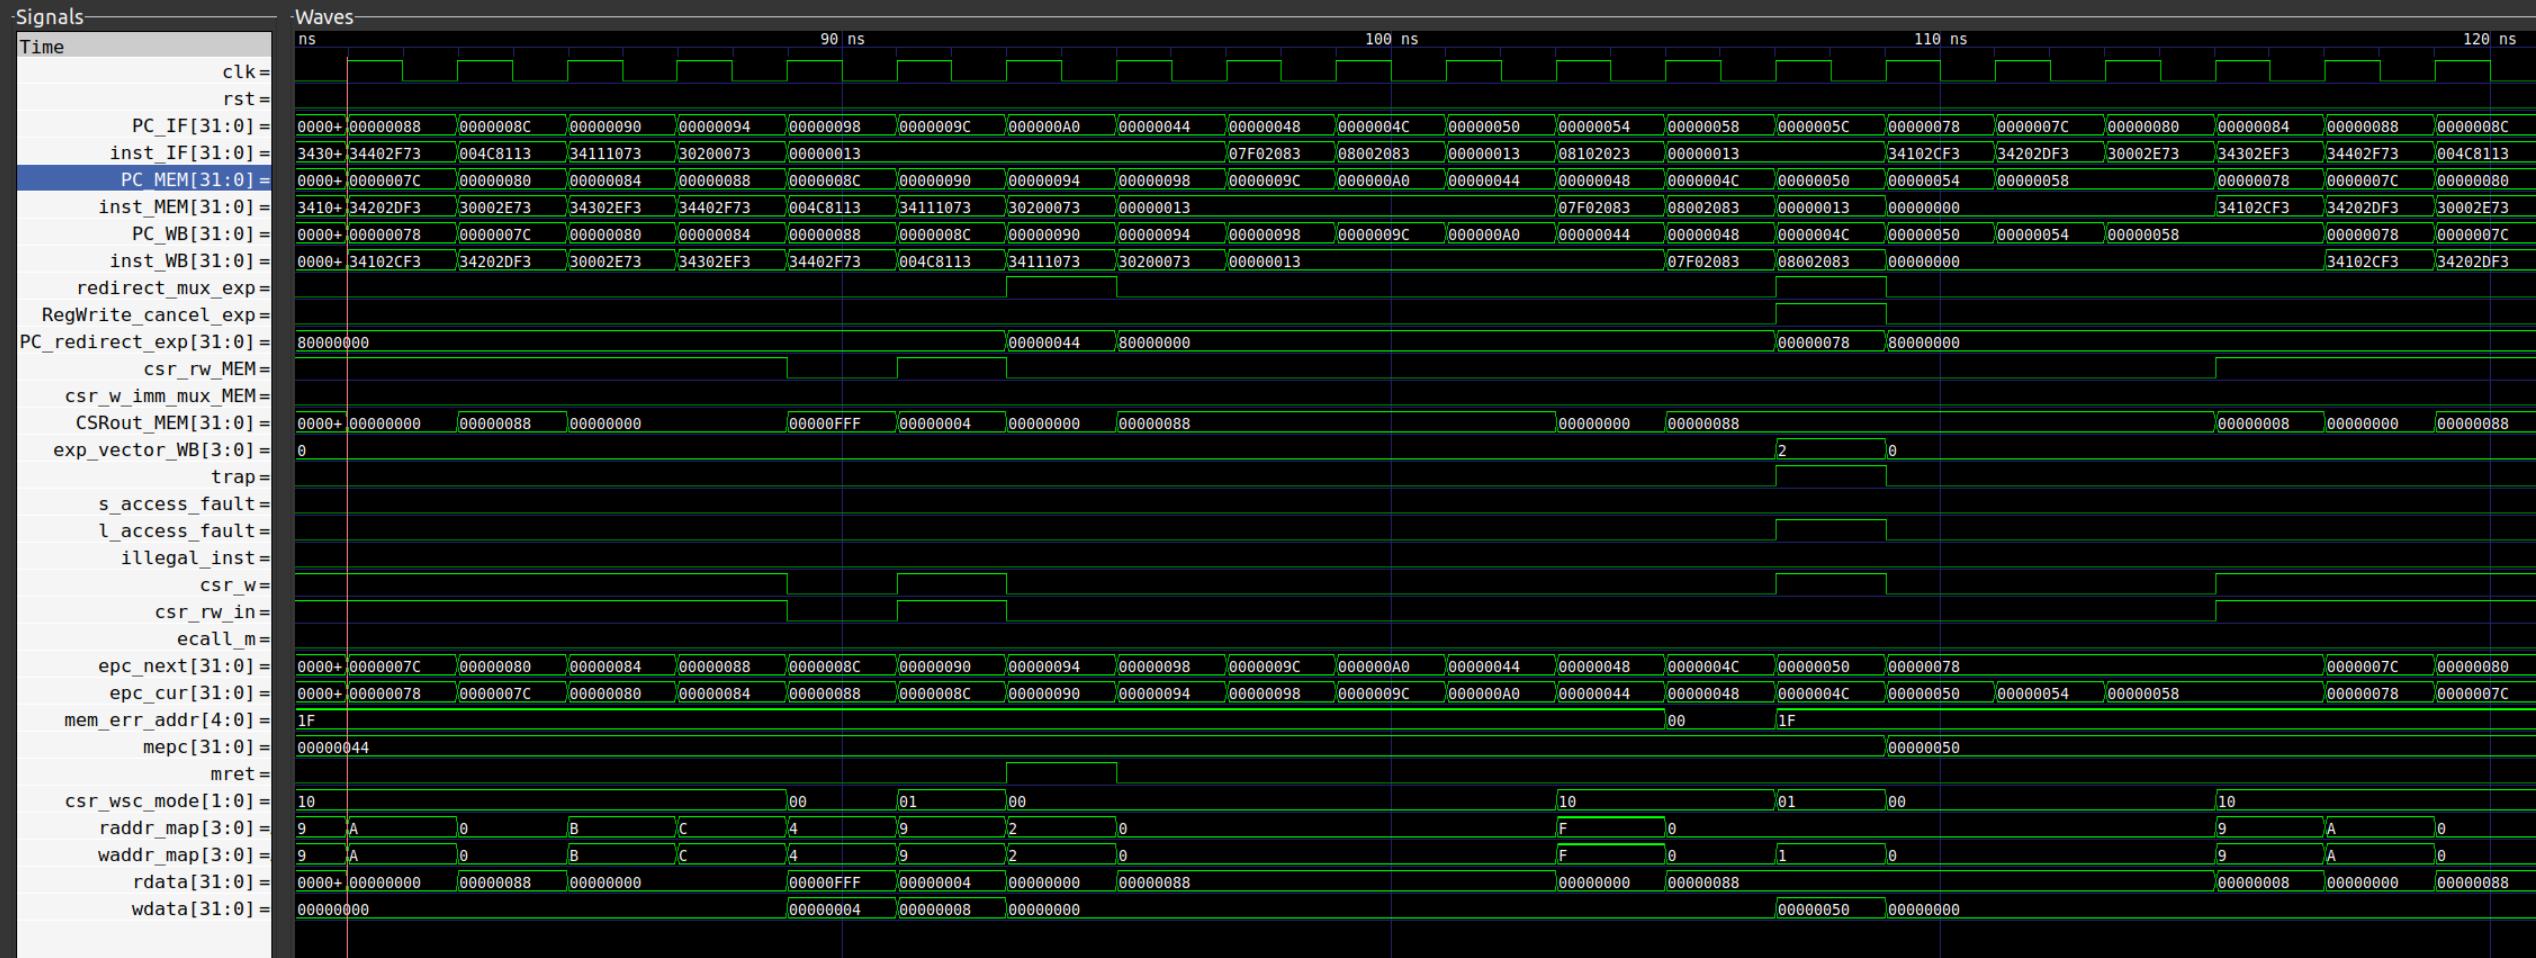 Signals Waves
Time ns 90 ns 100 ns 110 ns 120 ns
clk=
rst=
PC_IF[31:0]= 0000+ 00000088 0000008C 00000090 00000094 00000098 0000009C 000000A0 00000044 00000048 0000004C 00000050 00000054 00000058 0000005C 00000078 0000007C 00000080 00000084 00000088 0000008C
inst_IF[31:0]= 3430+ 34402F73 004C8113 34111073 30200073 00000013 07F02083 08002083 00000013 08102023 00000013 34102CF3 34202DF3 30002E73 34302EF3 34402F73 004C8113
PC_MEM[31:0]= 0000+ 0000007C 00000080 00000084 00000088 0000008C 00000090 00000094 00000098 0000009C 000000A0 00000044 00000048 0000004C 00000050 00000054 00000058 00000078 0000007C 00000080
inst_MEM[31:0]= 3410+ 34202DF3 30002E73 34302EF3 34402F73 004C8113 34111073 30200073 00000013 07F02083 08002083 00000013 00000000 34102CF3 34202DF3 30002E73
PC_WB[31:0]= 0000+ 00000078 0000007C 00000080 00000084 00000088 0000008C 00000090 00000094 00000098 0000009C 000000A0 00000044 00000048 0000004C 00000050 00000054 00000058 00000078 0000007C
inst_WB[31:0]= 0000+ 34102CF3 34202DF3 30002E73 34302EF3 34402F73 004C8113 34111073 30200073 00000013 07F02083 08002083 00000000 34102CF3 34202DF3
redirect_mux_exp=
RegWrite_cancel_exp=
PC_redirect_exp[31:0]= 80000000 00000044 80000000 00000078 80000000
csr_rw_MEM=
csr_w_imm_mux_MEM=
CSRout_MEM[31:0]= 0000+ 00000000 00000088 00000000 00000FFF 00000004 00000000 00000088 00000000 00000088 00000008 00000000 00000088
exp_vector_WB[3:0]= 0 2 0
trap=
s_access_fault=
l_access_fault=
illegal_inst=
csr_w=
csr_rw_in=
ecall_m=
epc_next[31:0]= 0000+ 0000007C 00000080 00000084 00000088 0000008C 00000090 00000094 00000098 0000009C 000000A0 00000044 00000048 0000004C 00000050 00000078 0000007C 00000080
epc_cur[31:0]= 0000+ 00000078 0000007C 00000080 00000084 00000088 0000008C 00000090 00000094 00000098 0000009C 000000A0 00000044 00000048 0000004C 00000050 00000054 00000058 00000078 0000007C
mem_err_addr[4:0]= 1F 00 1F
mepc[31:0]= 00000044 00000050
mret=
csr_wsc_mode[1:0]= 10 00 01 00 10 01 00 10
raddr_map[3:0]= 9 A 0 B C 4 9 2 0 F 0 9 A 0
waddr_map[3:0]= 9 A 0 B C 4 9 2 0 F 0 1 0 9 A 0
rdata[31:0]= 0000+ 00000000 00000088 00000000 00000FFF 00000004 00000000 00000088 00000000 00000088 00000008 00000000 00000088
wdata[31:0]= 00000000 00000004 00000008 00000000 00000050 00000000